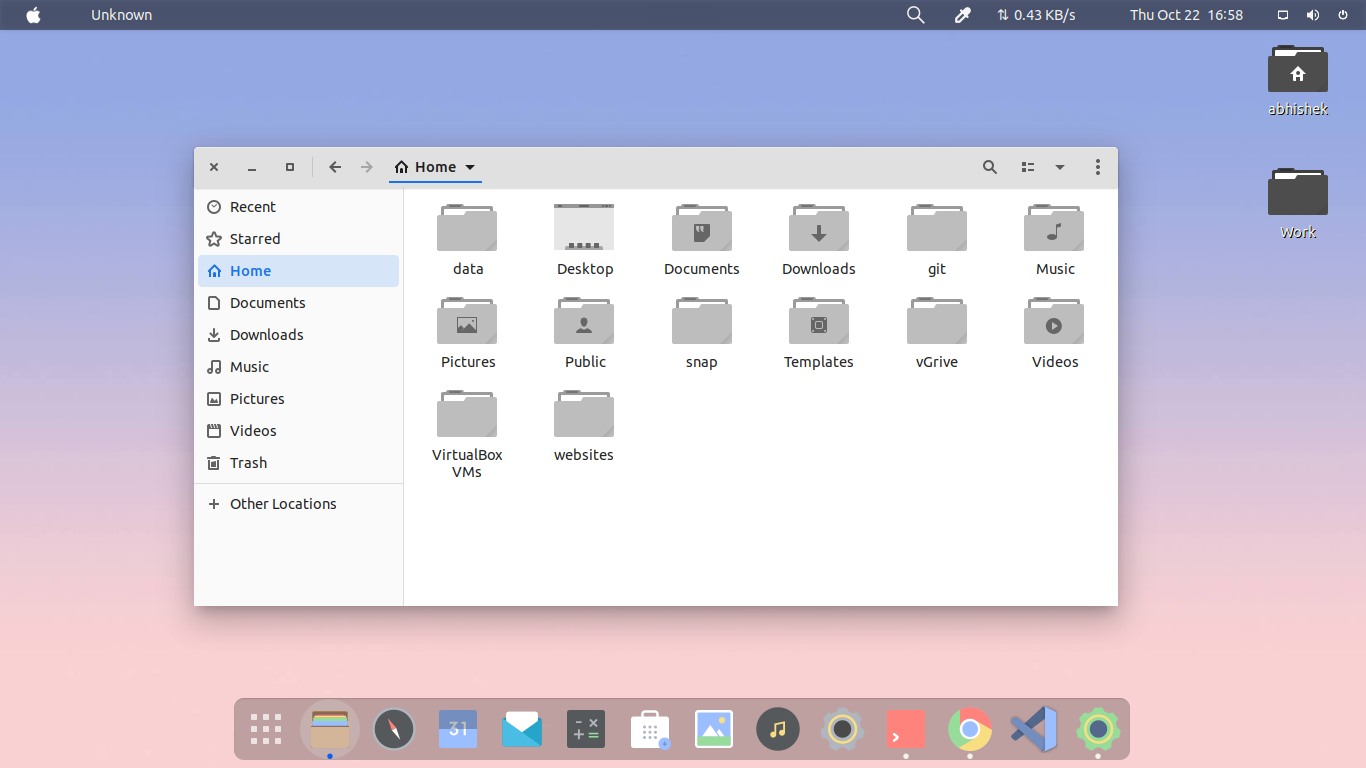 Unknown
⇅ 0.43 KB/s
Thu Oct 22 16:58
abhishek
Work
Home
Recent
Starred
Home
Documents
Downloads
Music
Pictures
Videos
Trash
Other Locations
data
Desktop
Documents
Downloads
git
Music
Pictures
Public
snap
Templates
vGrive
Videos
VirtualBox
VMs
websites
31